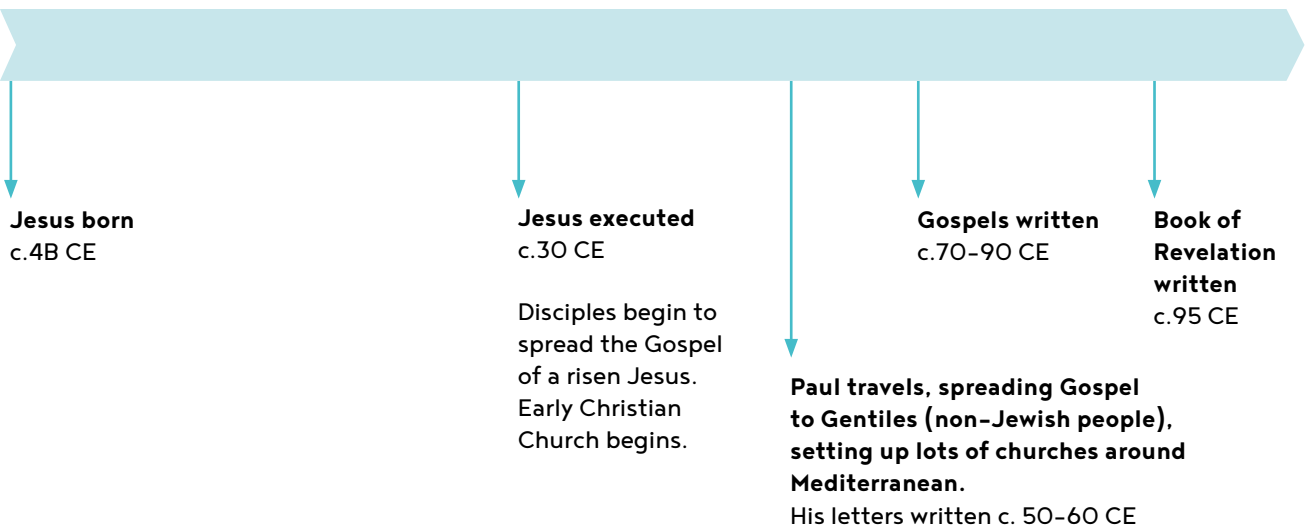 Jesus born
c.4B CE
Jesus executed
c.30 CE
Disciples begin to
spread the Gospel
of a risen Jesus.
Early Christian
Church begins.
Paul travels, spreading Gospel
to Gentiles (non-Jewish people),
setting up lots of churches around
Mediterranean.
His letters written c. 50-60 CE
Gospels written
c.70-90 CE
Book of
Revelation
written
c.95 CE